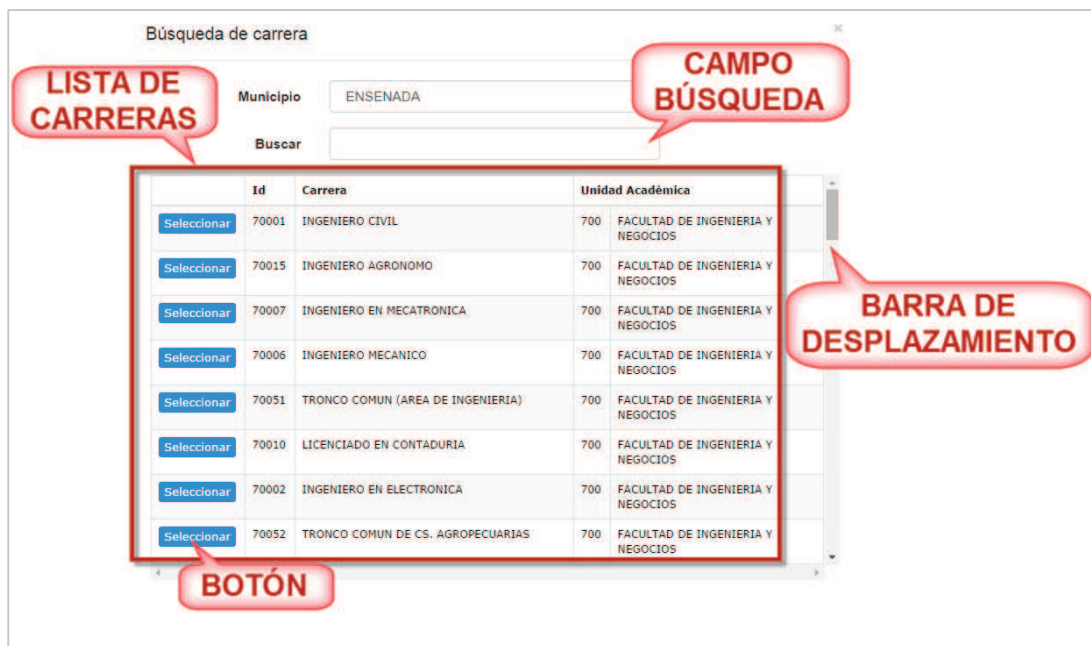 Búsqueda de carrera
×
LISTA DE
CARRERAS
CAMPO
BÚSQUEDA
Municipio ENSENADA
Buscar
Id Carrera Unidad Académica
Seleccionar 70001 INGENIERO CIVIL 700 FACULTAD DE INGENIERIA Y
NEGOCIOS
Seleccionar 70015 INGENIERO AGRONOMO 700 FACULTAD DE INGENIERIA Y
NEGOCIOS
Seleccionar 70007 INGENIERO EN MECATRONICA 700 FACULTAD DE INGENIERIA Y
NEGOCIOS
BARRA DE
DESPLAZAMIENTO
Seleccionar 70006 INGENIERO MECANICO 700 FACULTAD DE INGENIERIA Y
NEGOCIOS
Seleccionar 70051 TRONCO COMUN (AREA DE INGENIERIA) 700 FACULTAD DE INGENIERIA Y
NEGOCIOS
Seleccionar 70010 LICENCIADO EN CONTADURIA 700 FACULTAD DE INGENIERIA Y
NEGOCIOS
Seleccionar 70002 INGENIERO EN ELECTRONICA 700 FACULTAD DE INGENIERIA Y
NEGOCIOS
Seleccionar 70052 TRONCO COMUN DE CS. AGROPECUARIAS 700 FACULTAD DE INGENIERIA Y
NEGOCIOS
BOTÓN